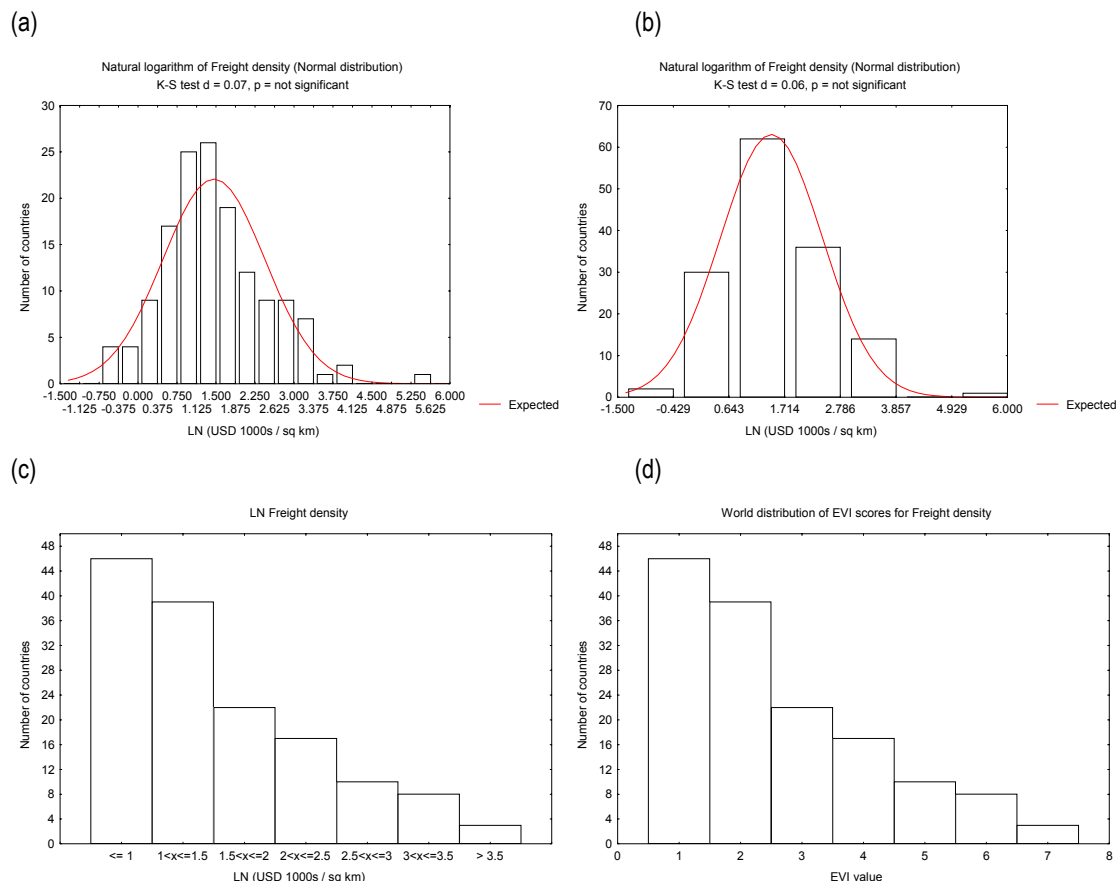 (a)
Natural logarithm of Freight density (Normal distribution)
K-S test d = 0.07, p = not significant
30
25
20
15
10
5
0
Number of countries
-1.500 -0.750 0.000 0.750 1.500 2.250 3.000 3.750 4.500 5.250 6.000
-1.125 -0.375 0.375 1.125 1.875 2.625 3.375 4.125 4.875 5.625
LN (USD 1000s / sq km)
Expected
(b)
Natural logarithm of Freight density (Normal distribution)
K-S test d = 0.06, p = not significant
70
60
50
40
30
20
10
0
Number of countries
-1.500 -0.429 0.643 1.714 2.786 3.857 4.929 6.000
LN (USD 1000s / sq km)
Expected
(c)
LN Freight density
48
44
40
36
32
28
24
20
16
12
8
4
0
Number of countries
<= 1 1<x<=1.5 1.5<x<=2 2<x<=2.5 2.5<x<=3 3<x<=3.5 > 3.5
LN (USD 1000s / sq km)
(d)
World distribution of EVI scores for Freight density
48
44
40
36
32
28
24
20
16
12
8
4
0
Number of countries
0 1 2 3 4 5 6 7 8
EVI value